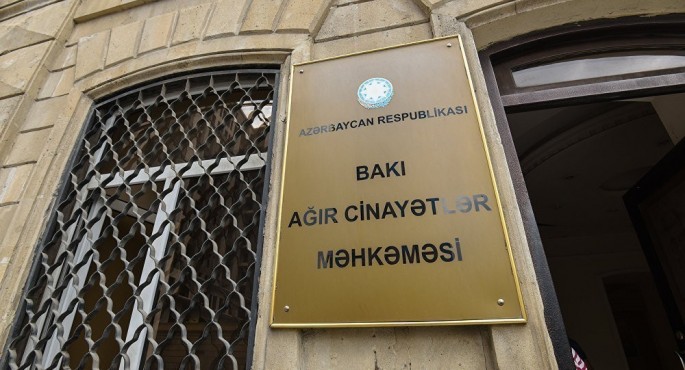 AZƏRBAYCAN RESPUBLİKASI
BAKI
AĞIR CİNAYƏTLƏR
MƏHKƏMƏSİ